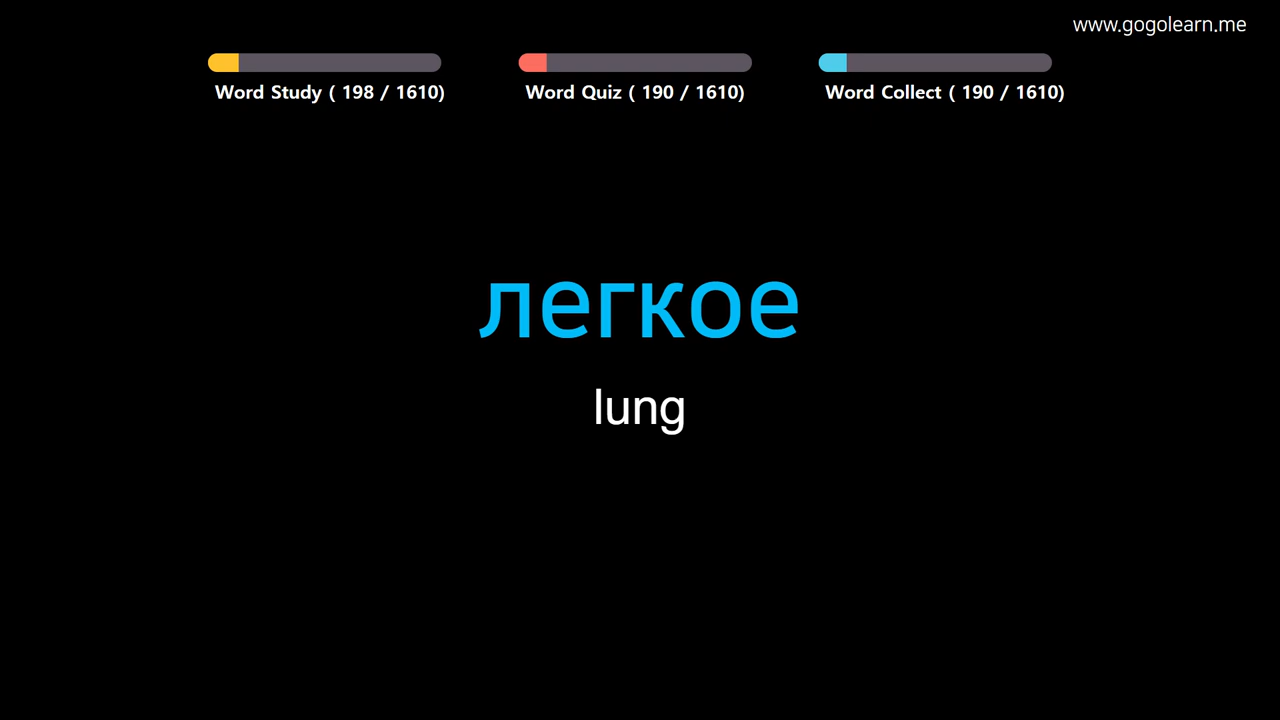 www.gogolearn.me
Word Study ( 198 / 1610)
Word Quiz ( 190 / 1610)
Word Collect ( 190 / 1610)
легкое
lung